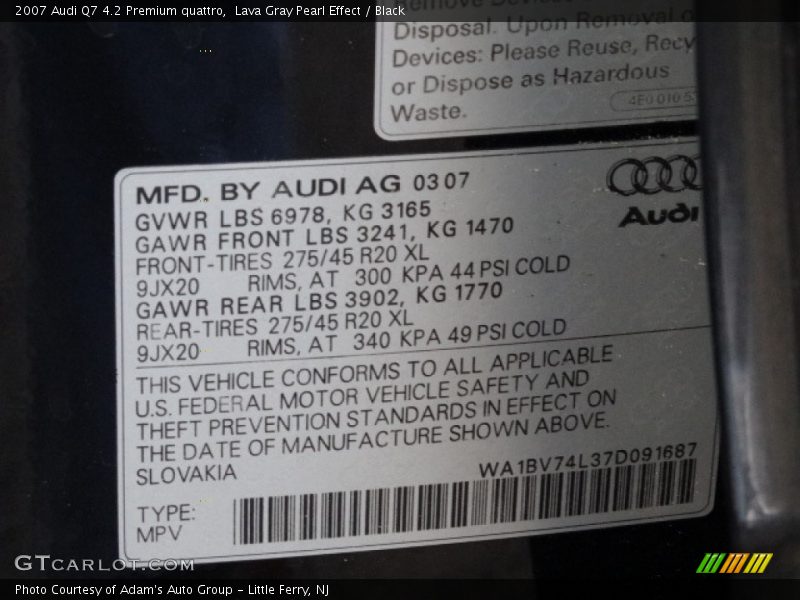 2007 Audi Q7 4.2 Premium quattro, Lava Gray Pearl Effect / Black
Remove Devices
Disposal. Upon Removal
Devices: Please Reuse, Recy
or Dispose as Hazardous
Waste.
4E0 010 5
MFD. BY AUDI AG 03 07
GVWR LBS 6978, KG 3165
GAWR FRONT LBS 3241, KG 1470
FRONT-TIRES 275/45 R20 XL
9JX20 RIMS, AT 300 KPA 44 PSI COLD
GAWR REAR LBS 3902, KG 1770
REAR-TIRES 275/45 R20 XL
9JX20 RIMS, AT 340 KPA 49 PSI COLD
Audi
THIS VEHICLE CONFORMS TO ALL APPLICABLE
U.S. FEDERAL MOTOR VEHICLE SAFETY AND
THEFT PREVENTION STANDARDS IN EFFECT ON
THE DATE OF MANUFACTURE SHOWN ABOVE.
SLOVAKIA WA1BV74L37D091687
TYPE:
MPV
GTCARLOT.COM
Photo Courtesy of Adam's Auto Group - Little Ferry, NJ